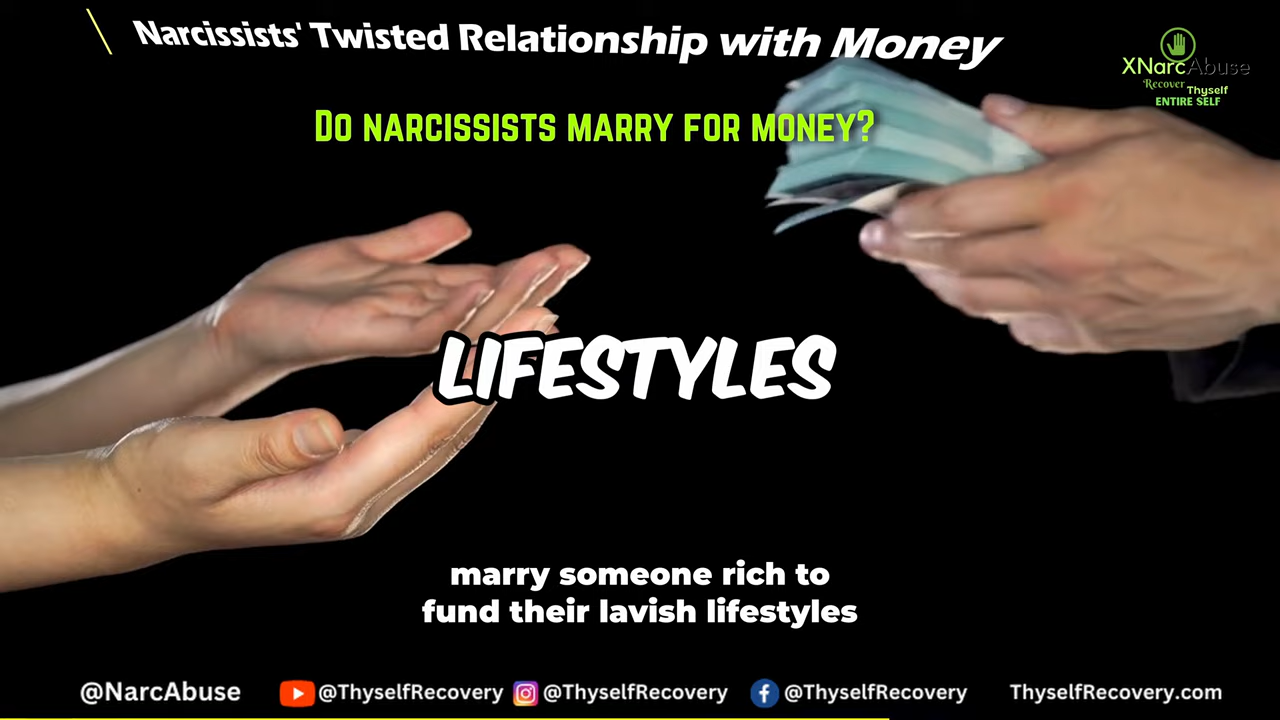 Narcissists' Twisted Relationship with Money
XNarcAbuse
Recover Thyself
ENTIRE SELF
DO NARCISSISTS MARRY FOR MONEY?
LIFESTYLES
marry someone rich to
fund their lavish lifestyles
@NarcAbuse @ThyselfRecovery @ThyselfRecovery @ThyselfRecovery ThyselfRecovery.com